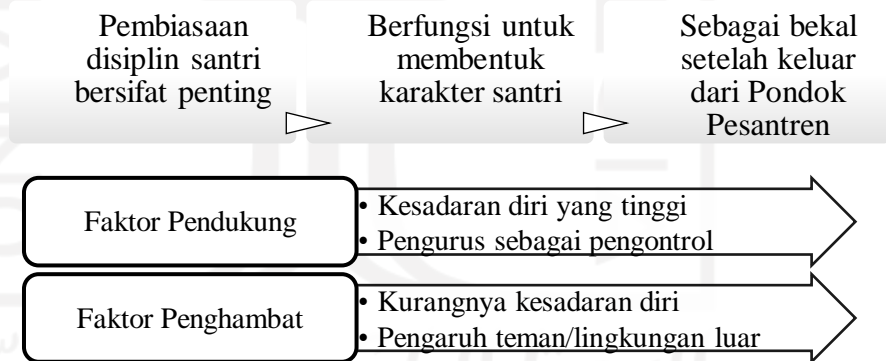 Pembiasaan
disiplin santri
bersifat penting
Berfungsi untuk
membentuk
karakter santri
Sebagai bekal
setelah keluar
dari Pondok
Pesantren
Faktor Pendukung
• Kesadaran diri yang tinggi
• Pengurus sebagai pengontrol
Faktor Penghambat
• Kurangnya kesadaran diri
• Pengaruh teman/lingkungan luar